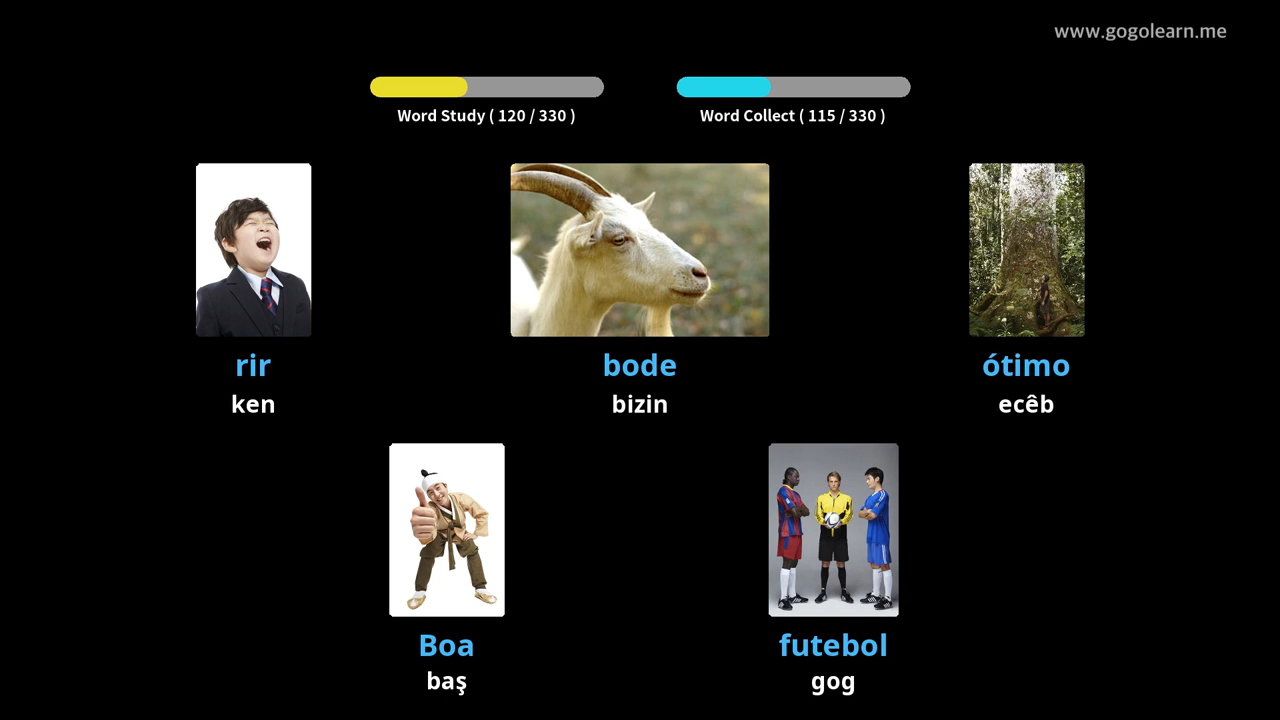 www.gogolearn.me
Word Study ( 120 / 330 )
Word Collect ( 115 / 330 )
rir
ken
bode
bizin
ótimo
ecêb
Boa
baş
futebol
gog